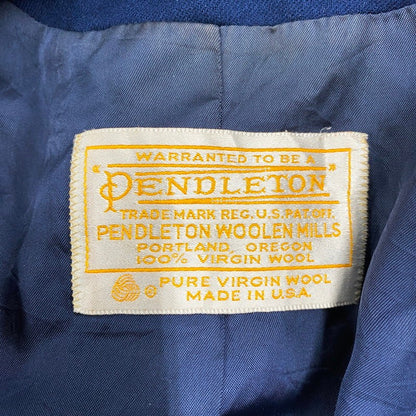 WARRANTED TO BE A
"PENDLETON"
TRADE MARK REG. U.S. PAT. OFF.
PENDLETON WOOLEN MILLS
PORTLAND, OREGON
100% VIRGIN WOOL
PURE VIRGIN WOOL
MADE IN U.S.A.